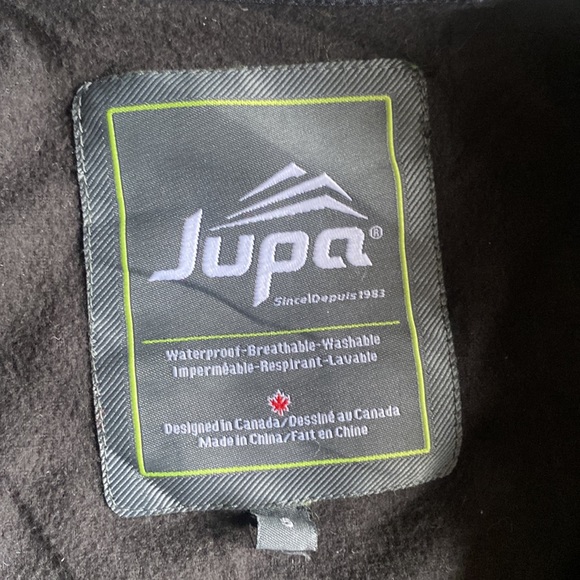 Jupa®
Since|Depuis 1983
Waterproof-Breathable-Washable
Imperméable-Respirant-Lavable
Designed in Canada/Dessiné au Canada
Made in China/Fait en Chine